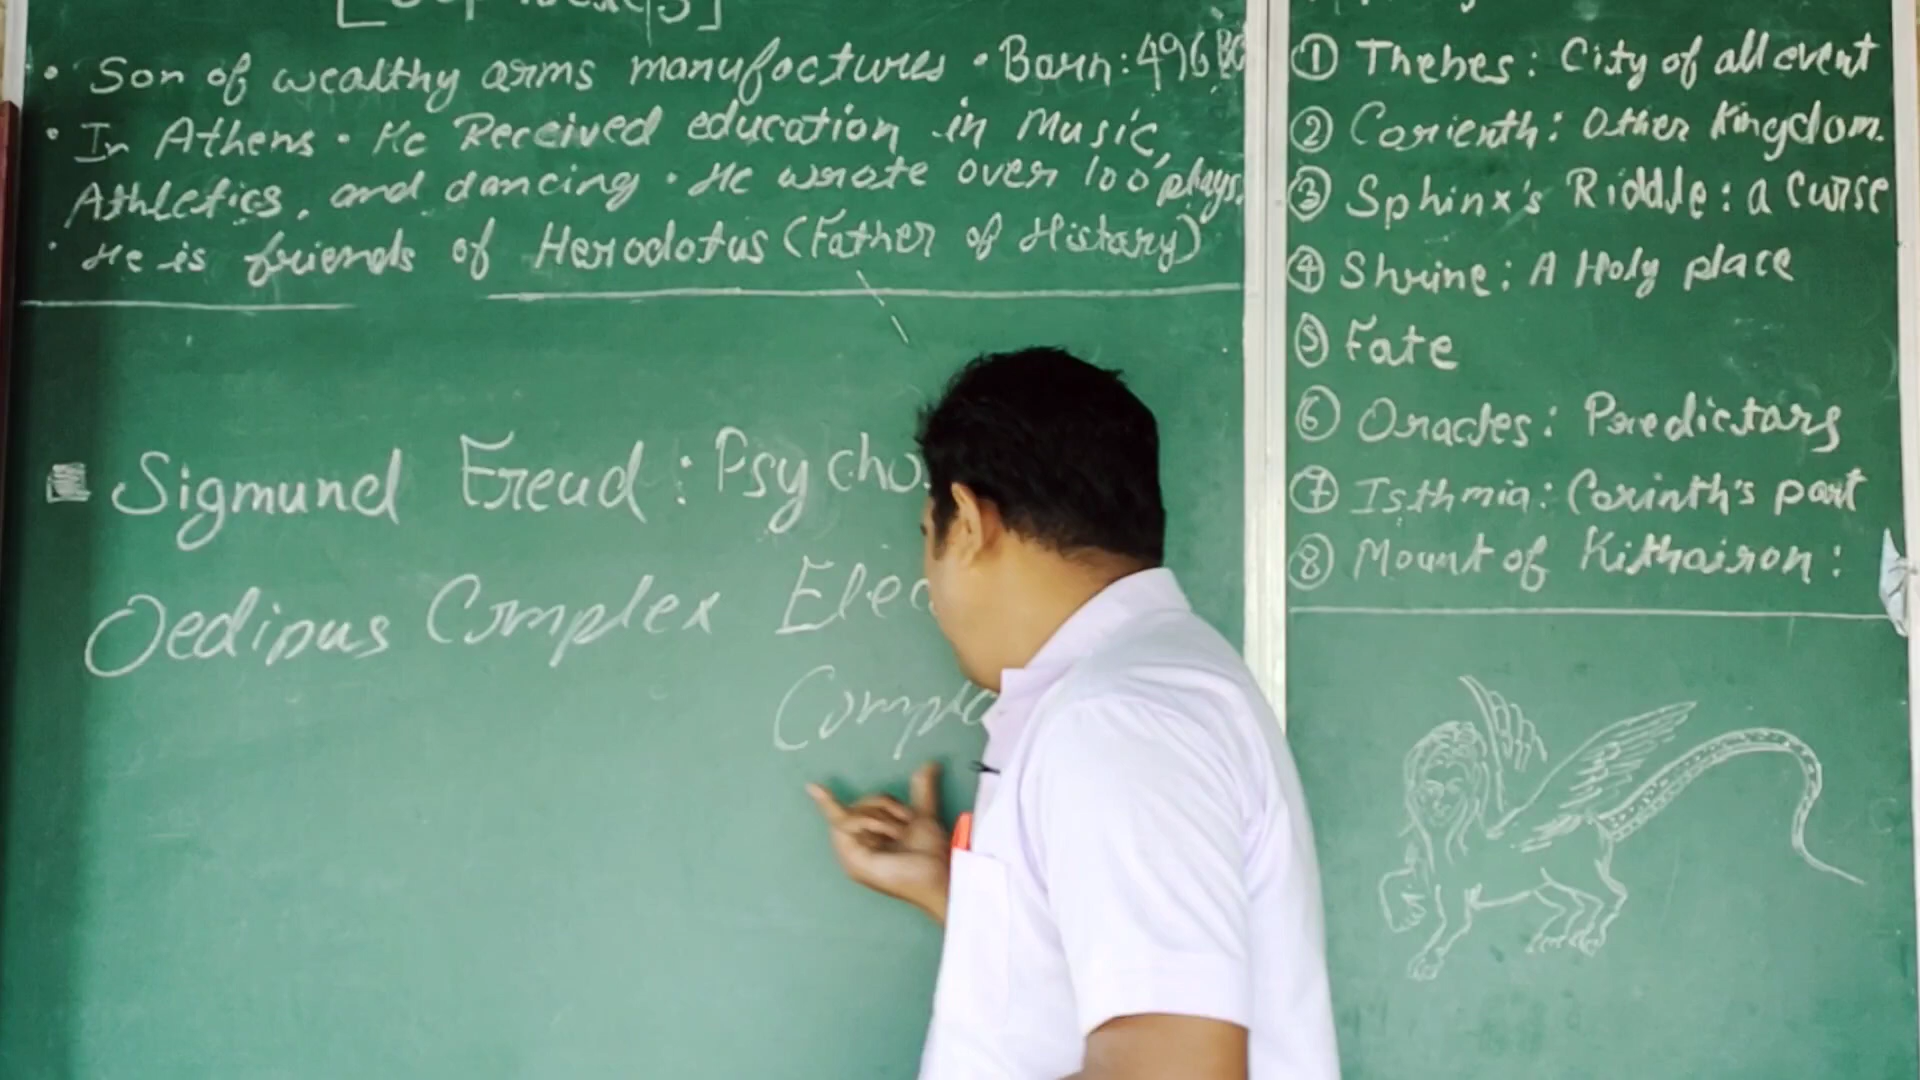 • Son of wealthy arms manufactures • Born: 496 BC
• In Athens • He Received education in Music,
Athletics, and dancing • He wrote over 100 plays.
• He is friends of Herodotus (Father of History)
Sigmund Freud: Psycho
Oedipus Complex Elec
Comple
① Thebes: City of all event
② Corienth: Other Kingdom.
③ Sphinx's Riddle: a curse
④ Shrine: A Holy place
⑤ Fate
⑥ Oracles: Predictors
⑦ Isthmia: Corinth's part
⑧ Mount of Kithairon: